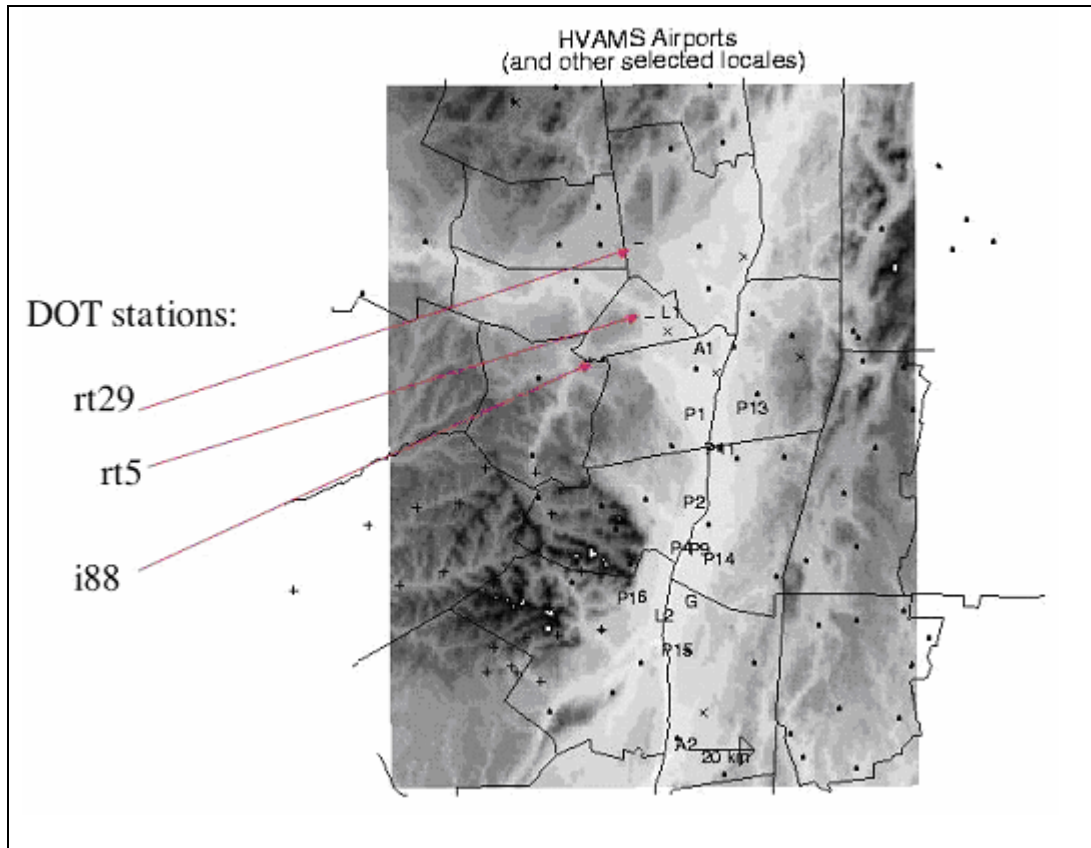 HVAMS Airports
(and other selected locales)
DOT stations:
rt29
rt5
i88
L1
A1
P1
P13
P2
P14
P16
G
L2
P15
A2
20 km